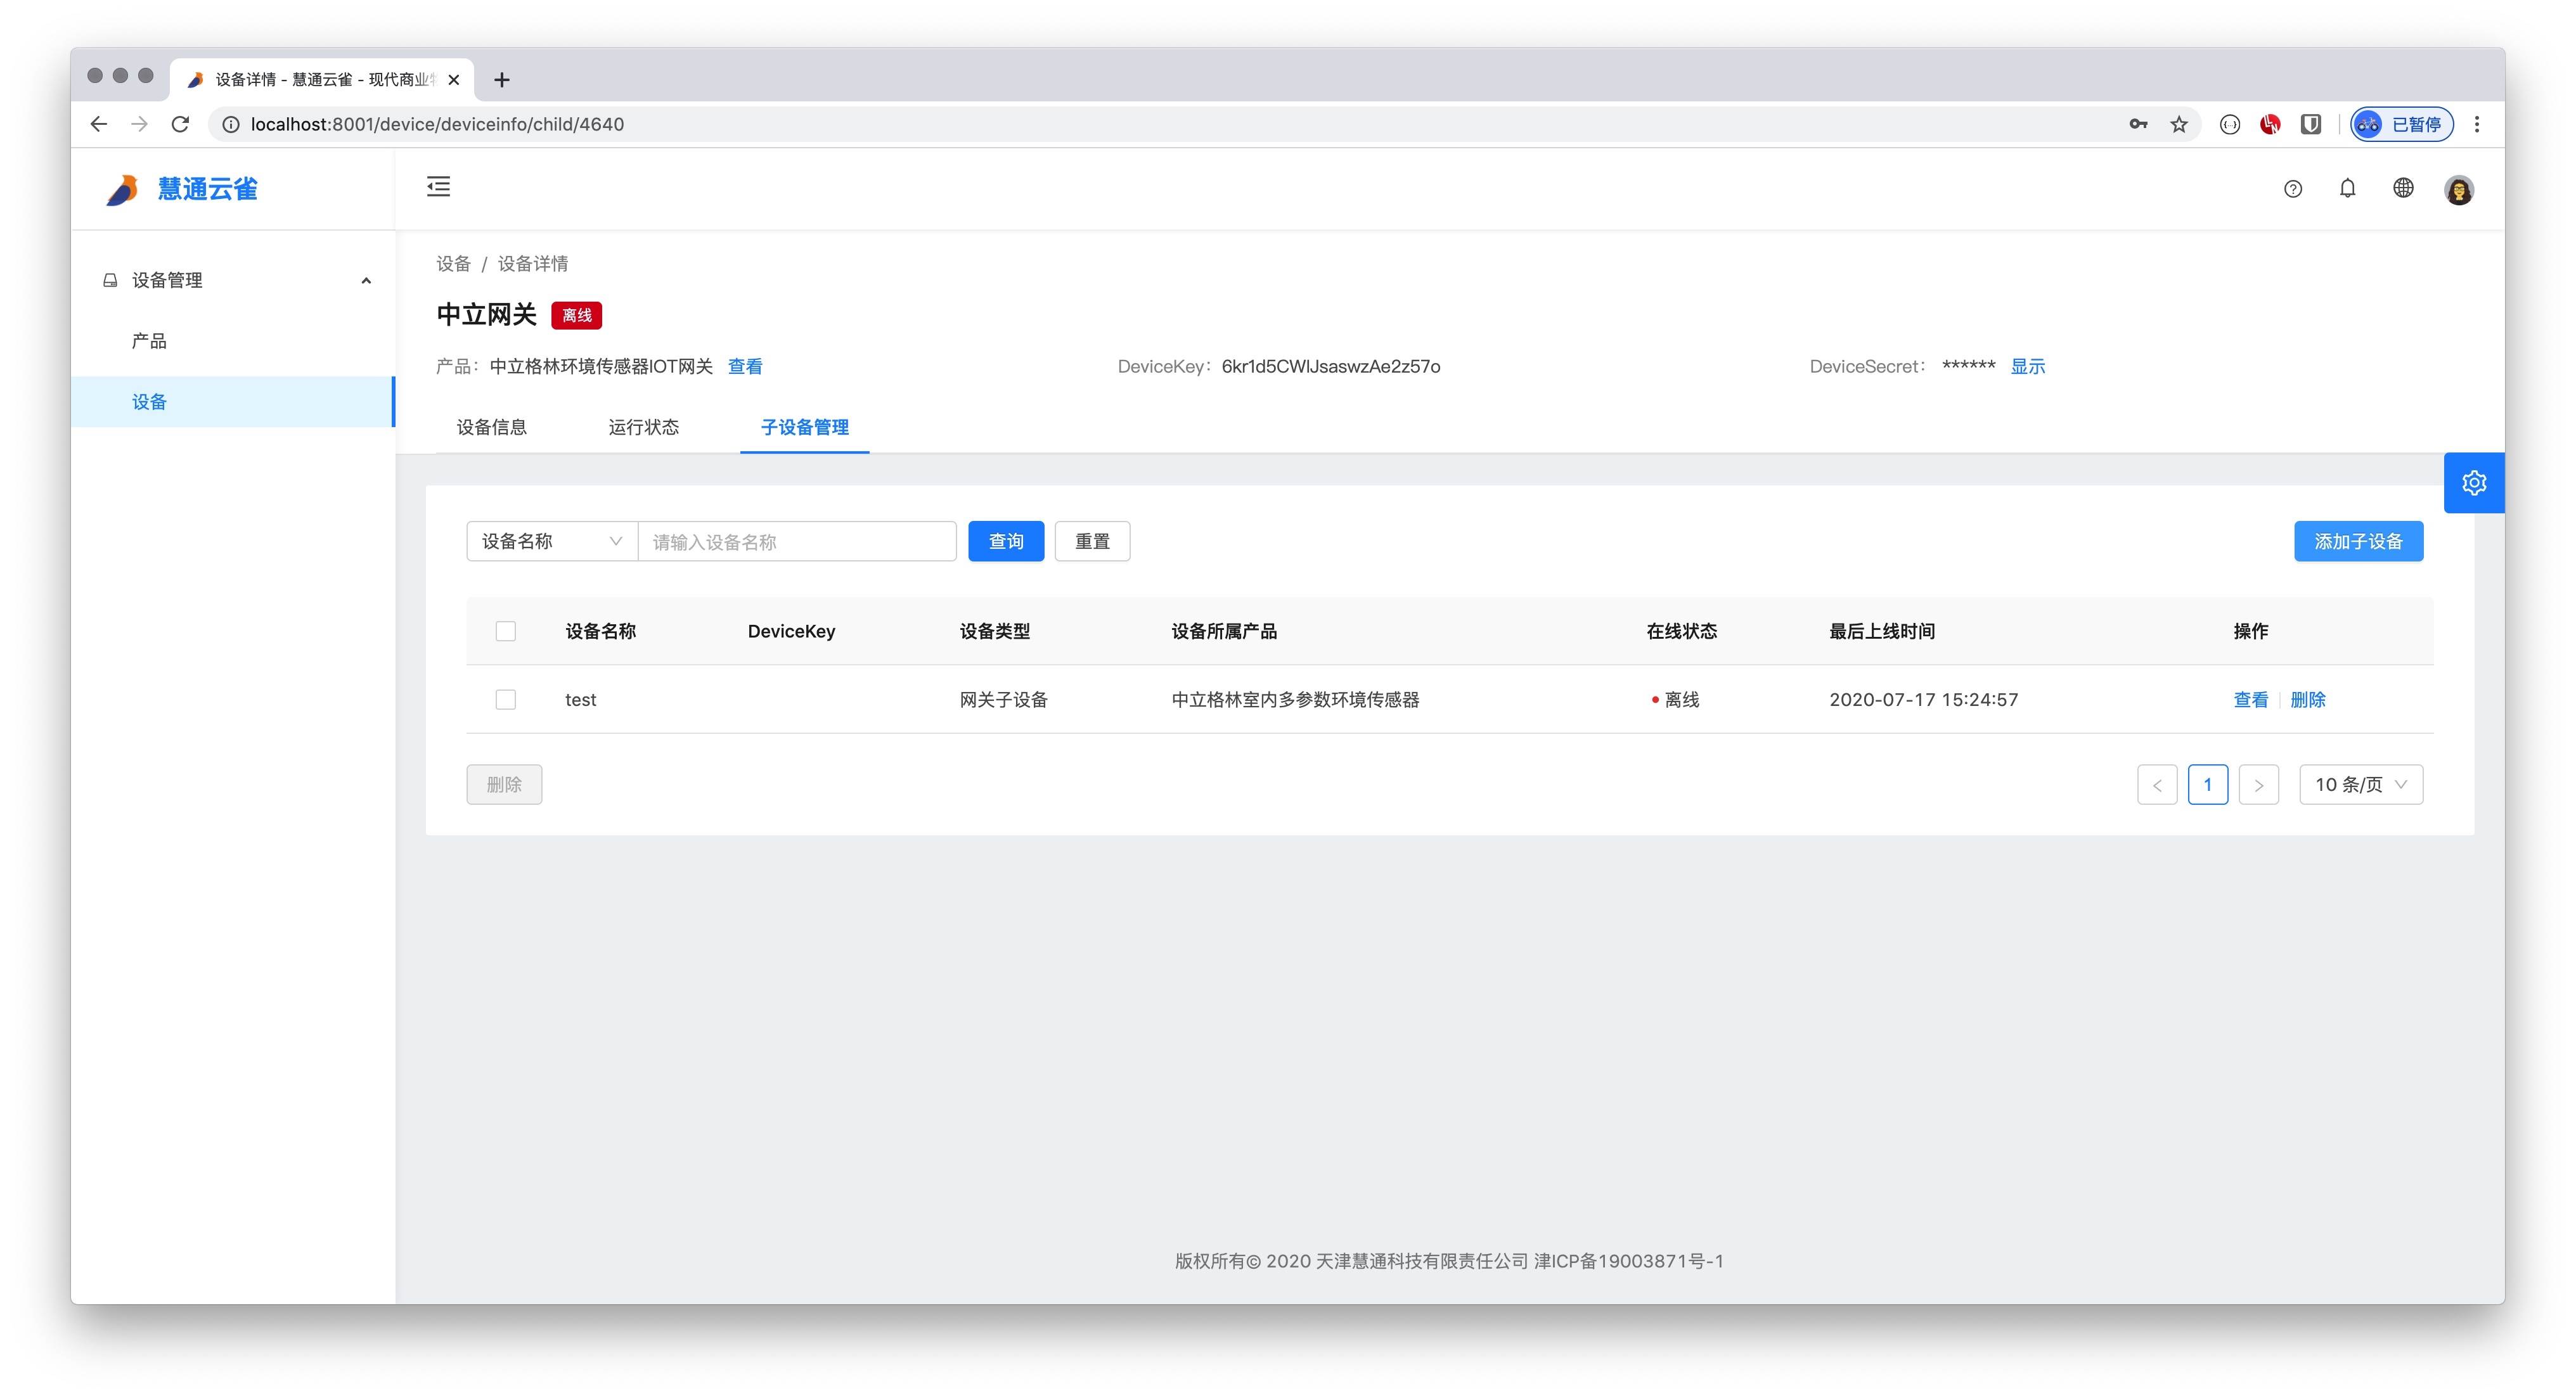 设备详情 - 慧通云雀 - 现代商业
localhost:8001/device/deviceinfo/child/4640
已暂停
慧通云雀
设备管理
产品
设备
设备 / 设备详情
中立网关 离线
产品： 中立格林环境传感器IOT网关 查看 DeviceKey： 6kr1d5CWlJsaswzAe2z57o DeviceSecret： ****** 显示
设备信息 运行状态 子设备管理
设备名称 请输入设备名称 查询 重置 添加子设备
设备名称 DeviceKey 设备类型 设备所属产品 在线状态 最后上线时间 操作
test 网关子设备 中立格林室内多参数环境传感器 离线 2020-07-17 15:24:57 查看 删除
删除 < 1 > 10 条/页
版权所有© 2020 天津慧通科技有限责任公司 津ICP备19003871号-1